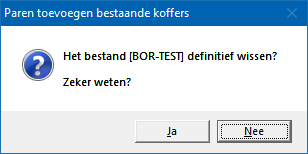 Paren toevoegen bestaande koffers
Het bestand [BOR-TEST] definitief wissen?
Zeker weten?
Ja
Nee